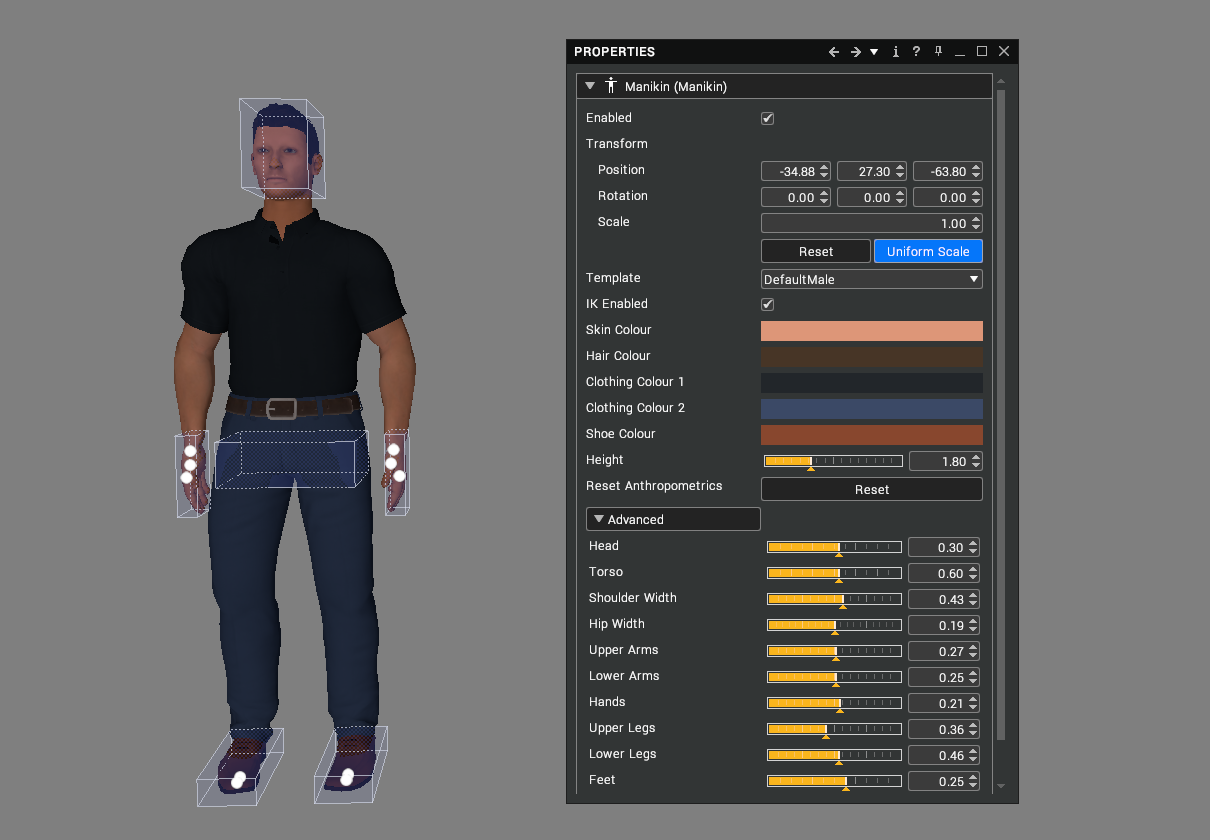 PROPERTIES
Manikin (Manikin)
Enabled
Transform
Position -34.88 27.30 -63.80
Rotation 0.00 0.00 0.00
Scale 1.00
Reset Uniform Scale
Template DefaultMale
IK Enabled
Skin Colour
Hair Colour
Clothing Colour 1
Clothing Colour 2
Shoe Colour
Height 1.80
Reset Anthropometrics Reset
Advanced
Head 0.30
Torso 0.60
Shoulder Width 0.43
Hip Width 0.19
Upper Arms 0.27
Lower Arms 0.25
Hands 0.21
Upper Legs 0.36
Lower Legs 0.46
Feet 0.25